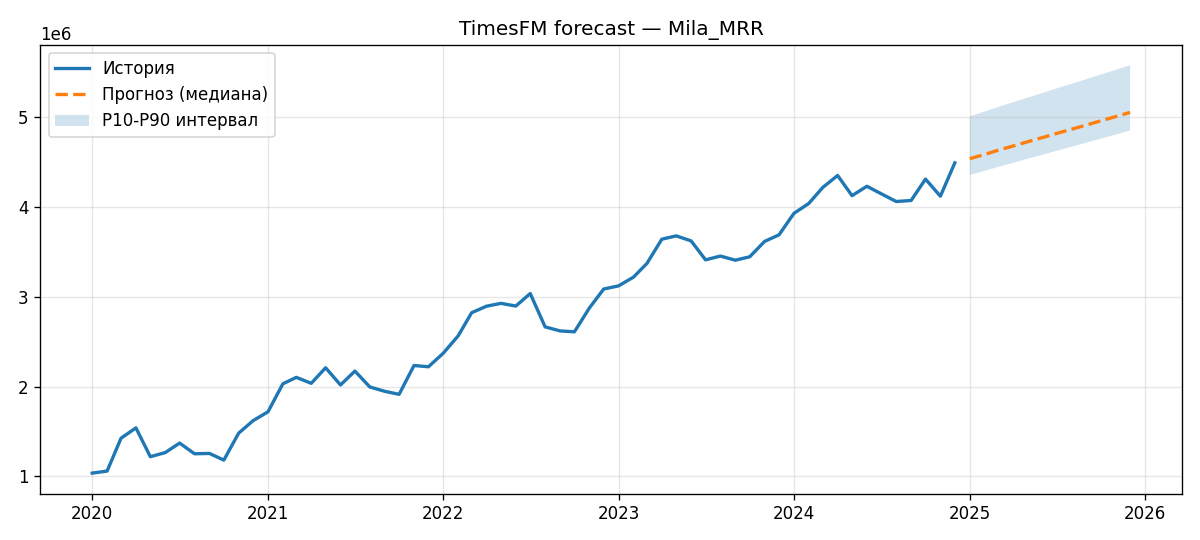 TimesFM forecast — Mila_MRR
1e6
История
Прогноз (медиана)
P10-P90 интервал
5
4
3
2
1
2020 2021 2022 2023 2024 2025 2026